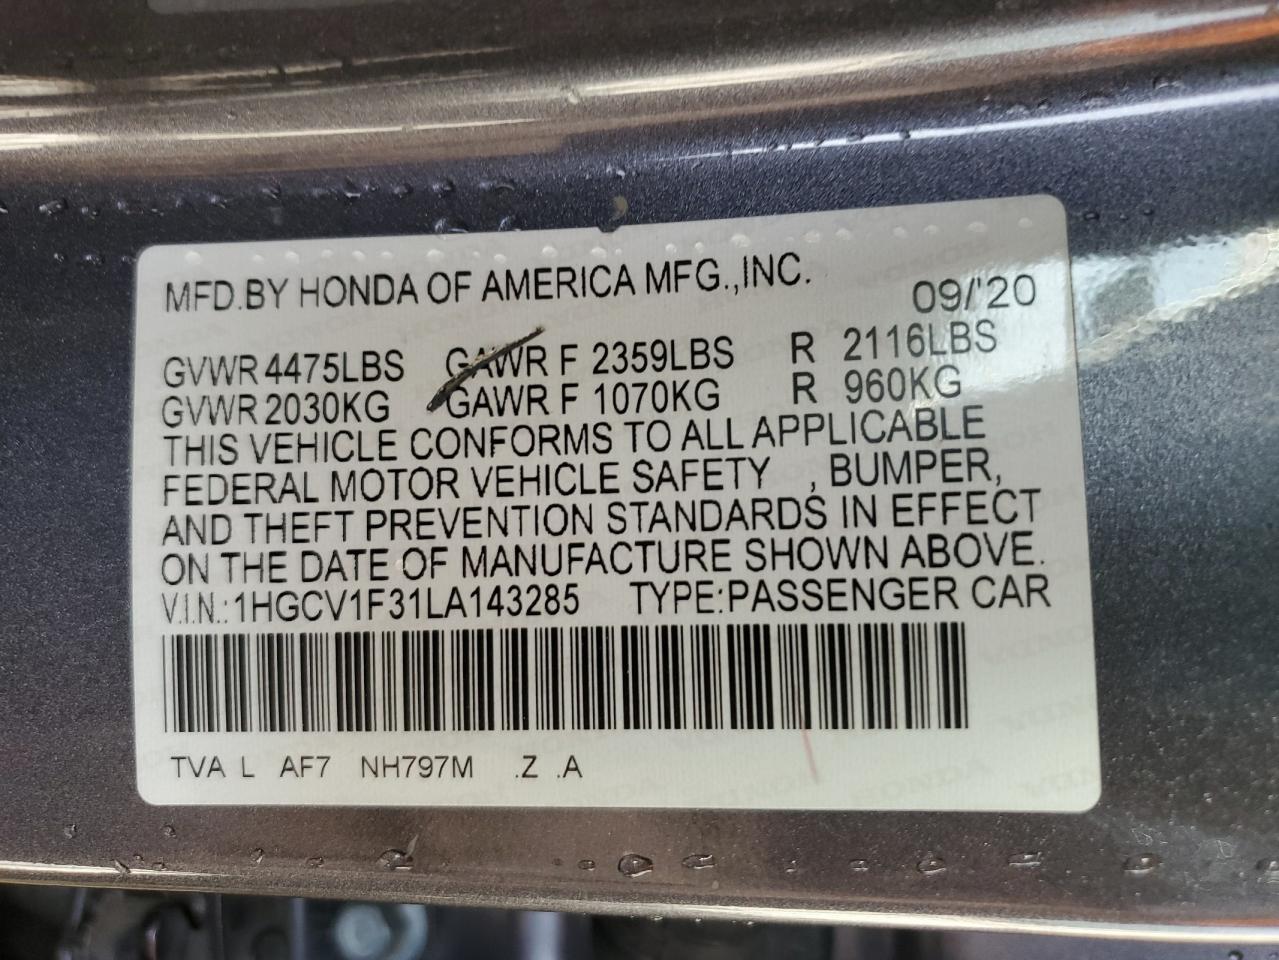 MFD.BY HONDA OF AMERICA MFG.,INC. 09/'20
GVWR 4475LBS GAWR F 2359LBS R 2116LBS
GVWR 2030KG GAWR F 1070KG R 960KG
THIS VEHICLE CONFORMS TO ALL APPLICABLE
FEDERAL MOTOR VEHICLE SAFETY , BUMPER,
AND THEFT PREVENTION STANDARDS IN EFFECT
ON THE DATE OF MANUFACTURE SHOWN ABOVE.
V.I.N.: 1HGCV1F31LA143285 TYPE:PASSENGER CAR
TVA L AF7 NH797M .Z .A